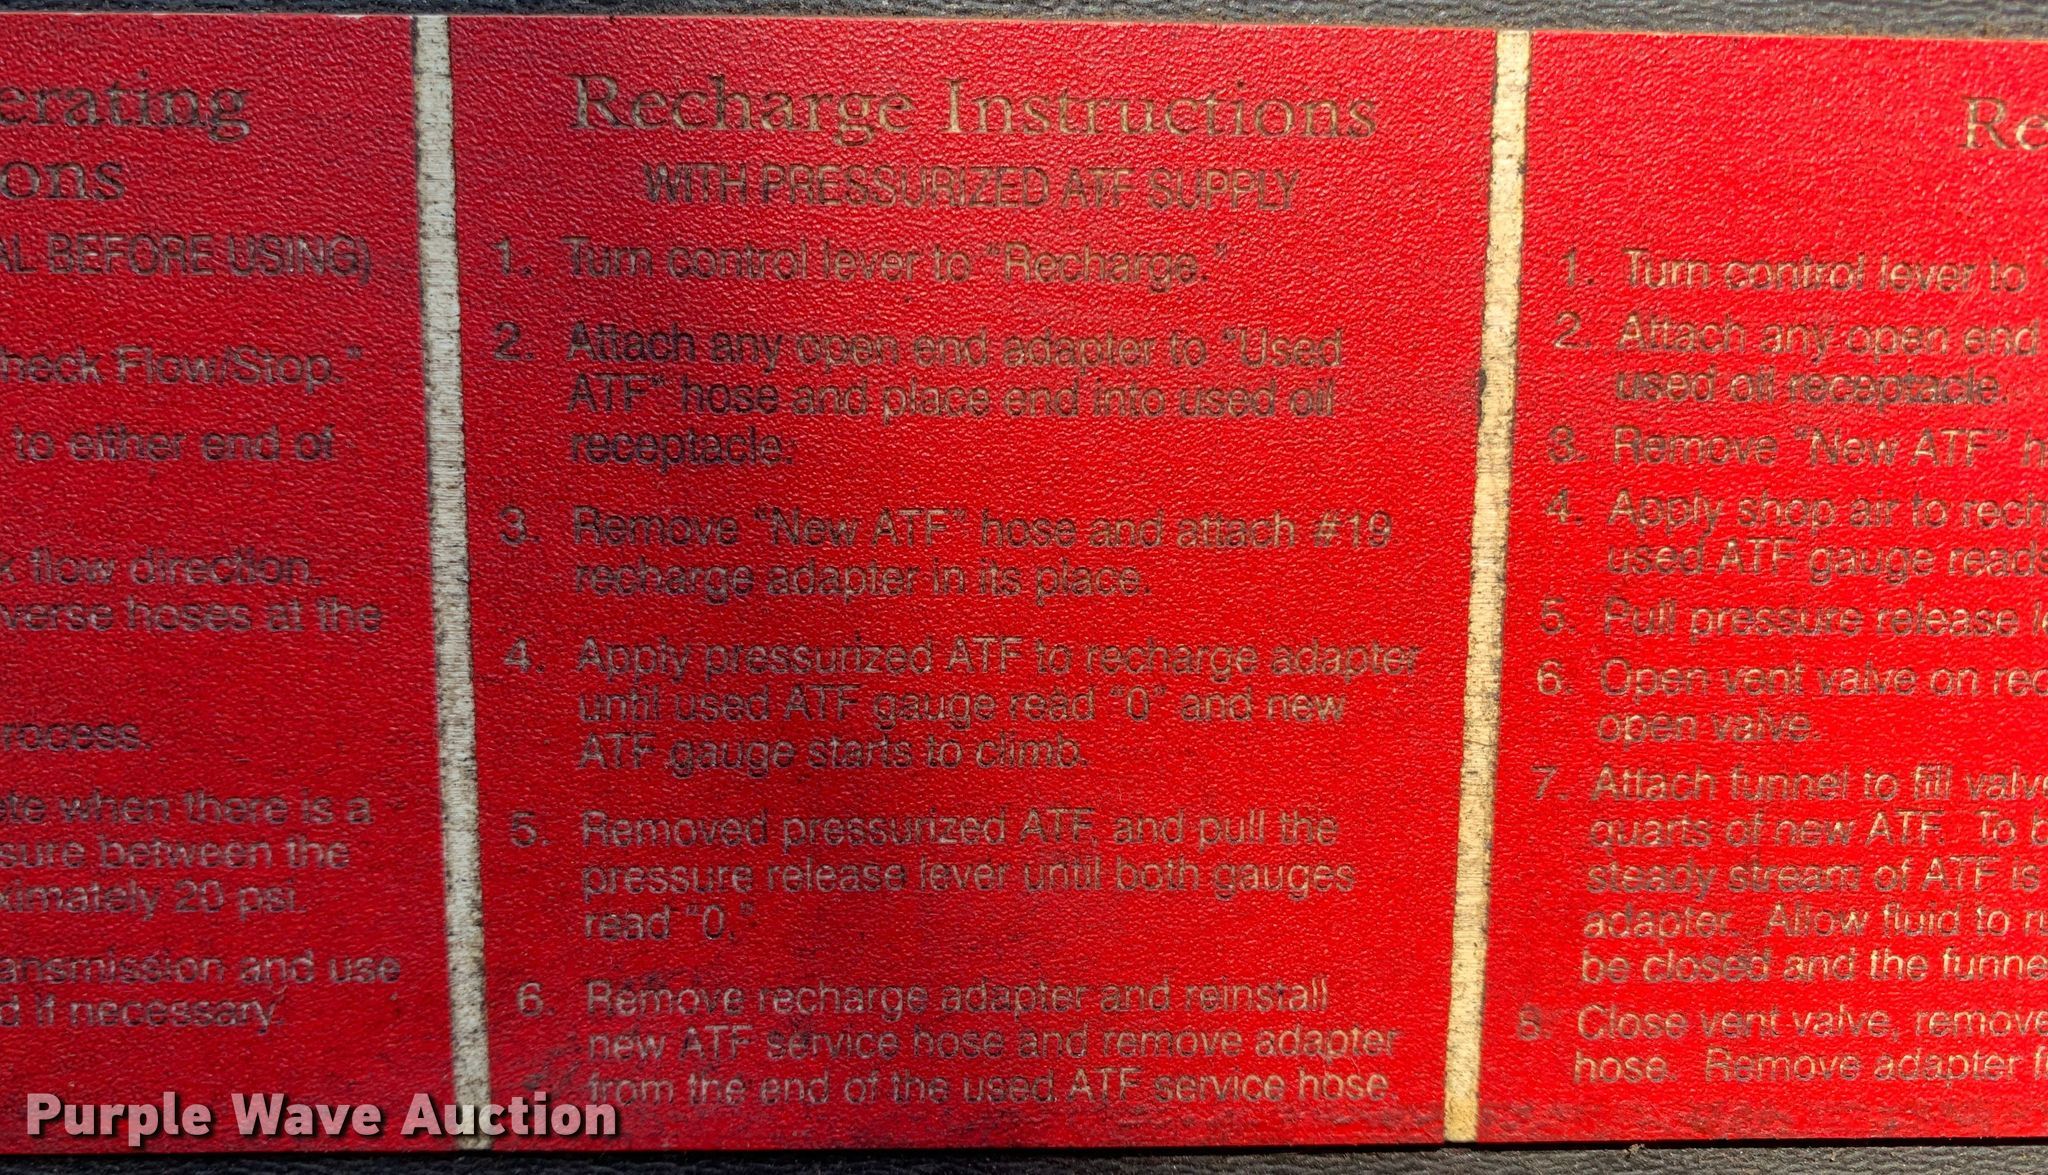 erating
ons
AL BEFORE USING)
heck Flow/Stop."
to either end of
k flow direction.
verse hoses at the
rocess.
ete when there is a
sure between the
ximately 20 psi.
ansmission and use
d if necessary.
Recharge Instructions
WITH PRESSURIZED ATF SUPPLY
1. Turn control lever to "Recharge."
2. Attach any open end adapter to "Used
ATF" hose and place end into used oil
receptacle.
3. Remove "New ATF" hose and attach #19
recharge adapter in its place.
4. Apply pressurized ATF to recharge adapter
until used ATF gauge read "0" and new
ATF gauge starts to climb.
5. Removed pressurized ATF, and pull the
pressure release lever until both gauges
read "0."
6. Remove recharge adapter and reinstall
new ATF service hose and remove adapter
from the end of the used ATF service hose.
Re
1. Turn control lever to
2. Attach any open end
used oil receptacle.
3. Remove "New ATF" h
4. Apply shop air to rech
used ATF gauge reads
5. Pull pressure release le
6. Open vent valve on rec
open valve.
7. Attach funnel to fill valve
quarts of new ATF. To b
steady stream of ATF is
adapter. Allow fluid to ru
be closed and the funne
8. Close vent valve, remove
hose. Remove adapter f
Purple Wave Auction